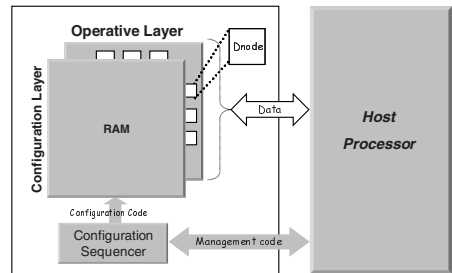 Operative Layer
Dnode
Configuration Layer
RAM
Data
Host
Processor
Configuration Code
Configuration
Sequencer
Management code